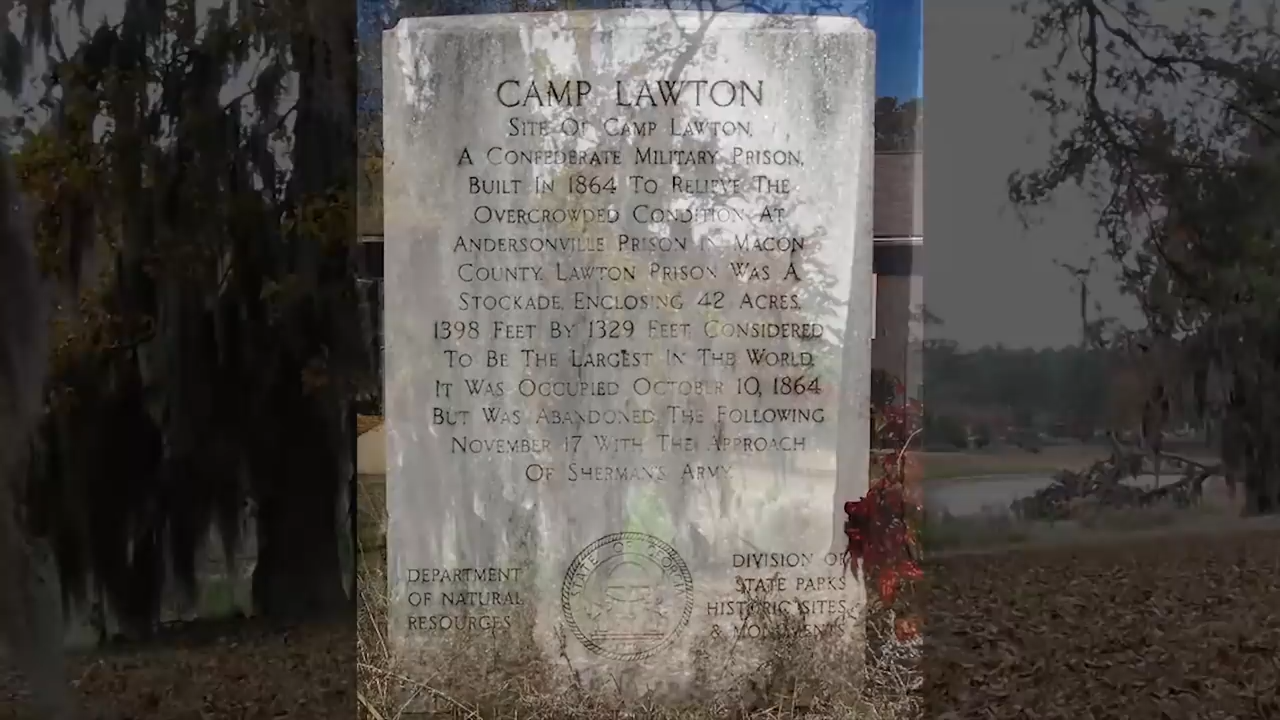 CAMP LAWTON
SITE OF CAMP LAWTON,
A CONFEDERATE MILITARY PRISON,
BUILT IN 1864 TO RELIEVE THE
OVERCROWDED CONDITION AT
ANDERSONVILLE PRISON IN MACON
COUNTY. LAWTON PRISON WAS A
STOCKADE, ENCLOSING 42 ACRES,
1398 FEET BY 1329 FEET, CONSIDERED
TO BE THE LARGEST IN THE WORLD.
IT WAS OCCUPIED OCTOBER 10, 1864
BUT WAS ABANDONED THE FOLLOWING
NOVEMBER 17 WITH THE APPROACH
OF SHERMAN'S ARMY.
DEPARTMENT
OF NATURAL
RESOURCES
STATE OF GEORGIA
DIVISION OF
STATE PARKS
HISTORIC SITES
& MONUMENTS